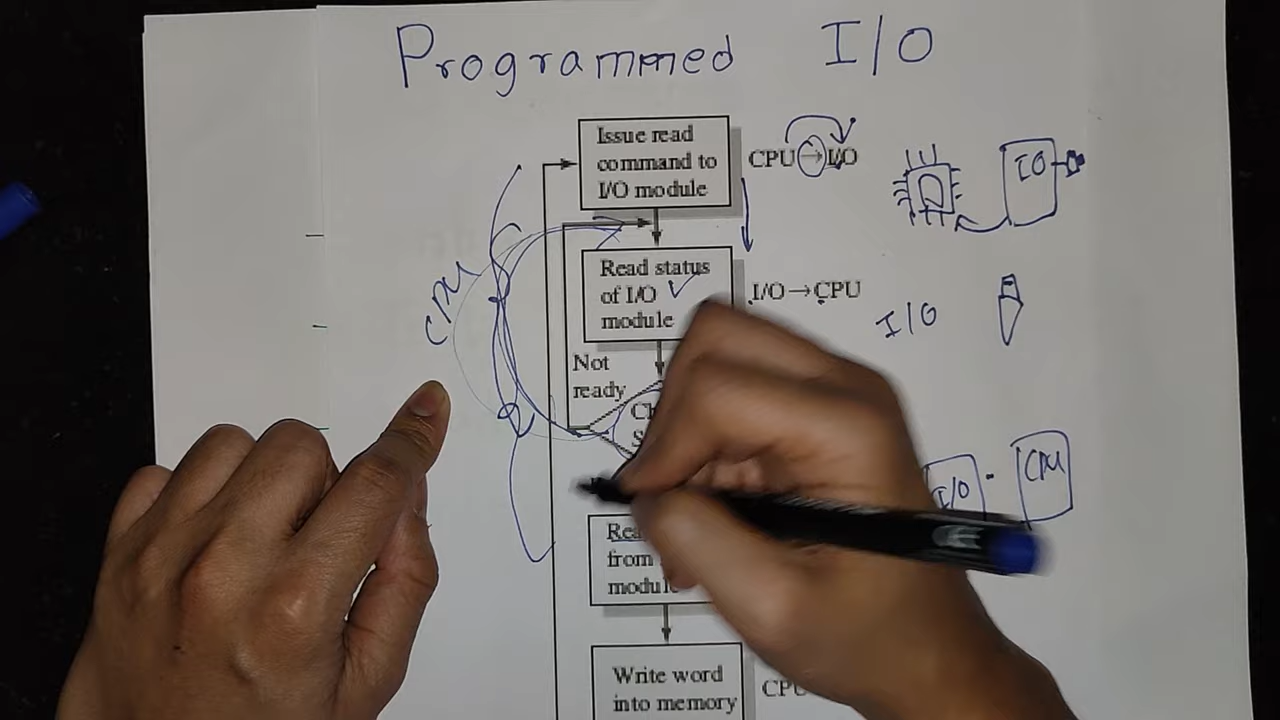 Programmed I/O
Issue read
command to
I/O module
CPU → I/O
IO
CPU
Read status
of I/O
module
I/O → CPU
I/O
Not
ready
I/O
CPU
from
Write word
into memory